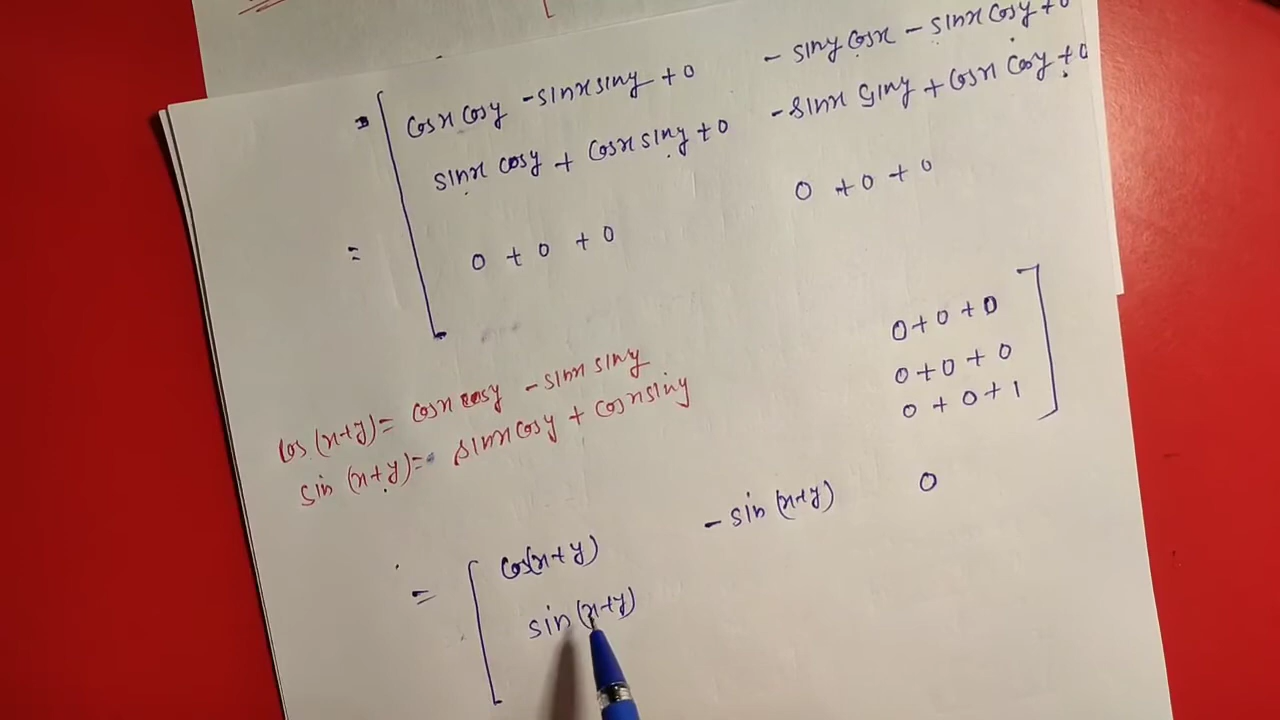 = [ cosx cosy - sinx siny + 0   - siny cosx - sinx cosy + 0
sinx cosy + cosx siny + 0   - sinx siny + cosx cosy + 0
= 0 + 0 + 0   0 + 0 + 0
0 + 0 + 0 ]
0 + 0 + 0
0 + 0 + 1
cos (x+y) = cosx cosy - sinx siny
sin (x+y) = sinx cosy + cosx siny
= [ cos(x+y)   - sin (x+y)   0
sin (x+y)